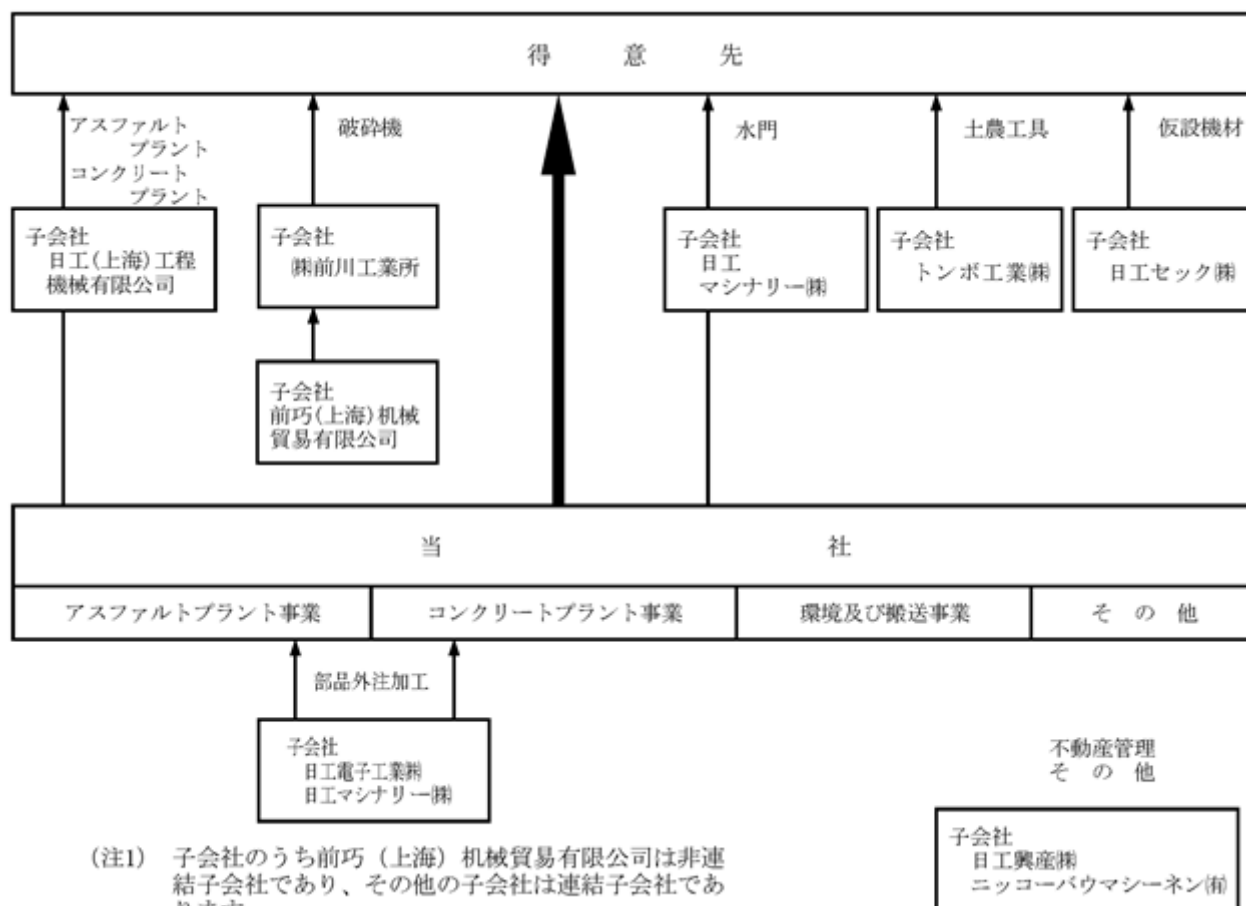 得意先
アスファルト
プラント
コンクリート
プラント
破砕機
水門
土農工具
仮設機材
子会社
日工(上海)工程
機械有限公司
子会社
㈱前川工業所
子会社
日工
マシナリー㈱
子会社
トンボ工業㈱
子会社
日工セック㈱
子会社
前巧(上海)机械
貿易有限公司
当社
アスファルトプラント事業
コンクリートプラント事業
環境及び搬送事業
その他
部品外注加工
子会社
日工電子工業㈱
日工マシナリー㈱
不動産管理
その他
子会社
日工興産㈱
ニッコーバウマシーネン㈲
(注1) 子会社のうち前巧（上海）机械貿易有限公司は非連
結子会社であり、その他の子会社は連結子会社であ